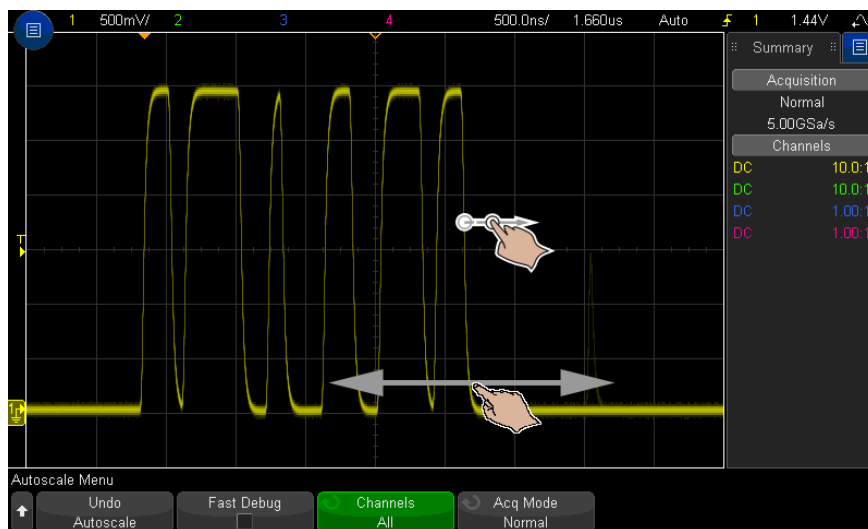 1 500mV/ 2 3 4 500.0ns/ 1.660us Auto 1 1.44V
Summary
Acquisition
Normal
5.00GSa/s
Channels
DC 10.0:1
DC 10.0:1
DC 1.00:1
DC 1.00:1
T
1
Autoscale Menu
Undo
Autoscale
Fast Debug
Channels
All
Acq Mode
Normal